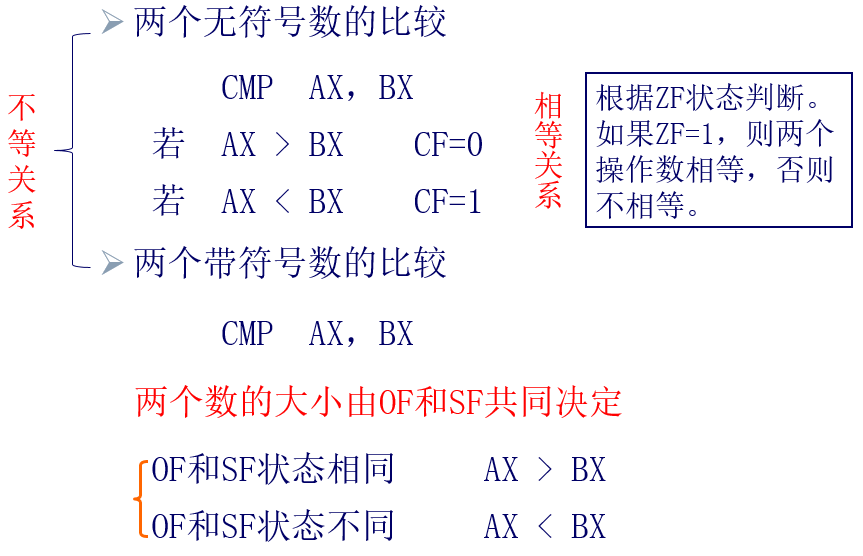 两个无符号数的比较
CMP AX，BX
若 AX > BX CF=0
若 AX < BX CF=1
不等关系
相等关系
根据ZF状态判断。
如果ZF=1，则两个
操作数相等，否则
不相等。
两个带符号数的比较
CMP AX，BX
两个数的大小由OF和SF共同决定
OF和SF状态相同 AX > BX
OF和SF状态不同 AX < BX